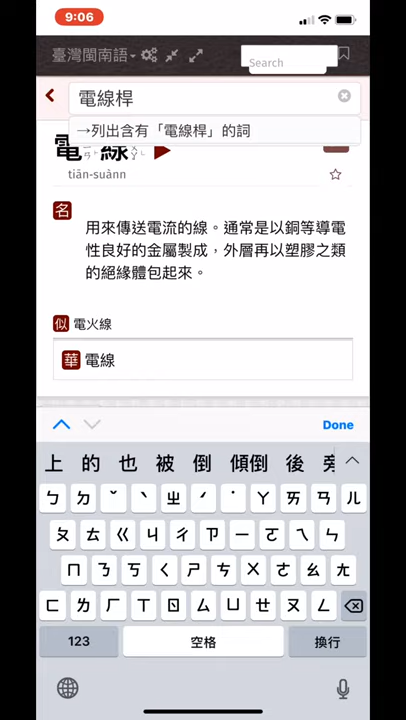 9:06
臺灣閩南語
Search
電線桿
→列出含有「電線桿」的詞
電線
tiān-suànn
名
用來傳送電流的線。通常是以銅等導電
性良好的金屬製成，外層再以塑膠之類
的絕緣體包起來。
似 電火線
華 電線
Done
上 的 也 被 倒 傾倒 後
ㄅ ㄉ ˇ ˋ ㄓ ˊ ˙ ㄚ ㄞ ㄢ ㄦ
ㄆ ㄊ ㄍ ㄐ ㄔ ㄗ ㄧ ㄛ ㄟ ㄣ
ㄇ ㄋ ㄎ ㄑ ㄕ ㄘ ㄨ ㄜ ㄠ ㄤ
ㄈ ㄌ ㄏ ㄒ ㄖ ㄙ ㄩ ㄝ ㄡ ㄥ
123 空格 換行